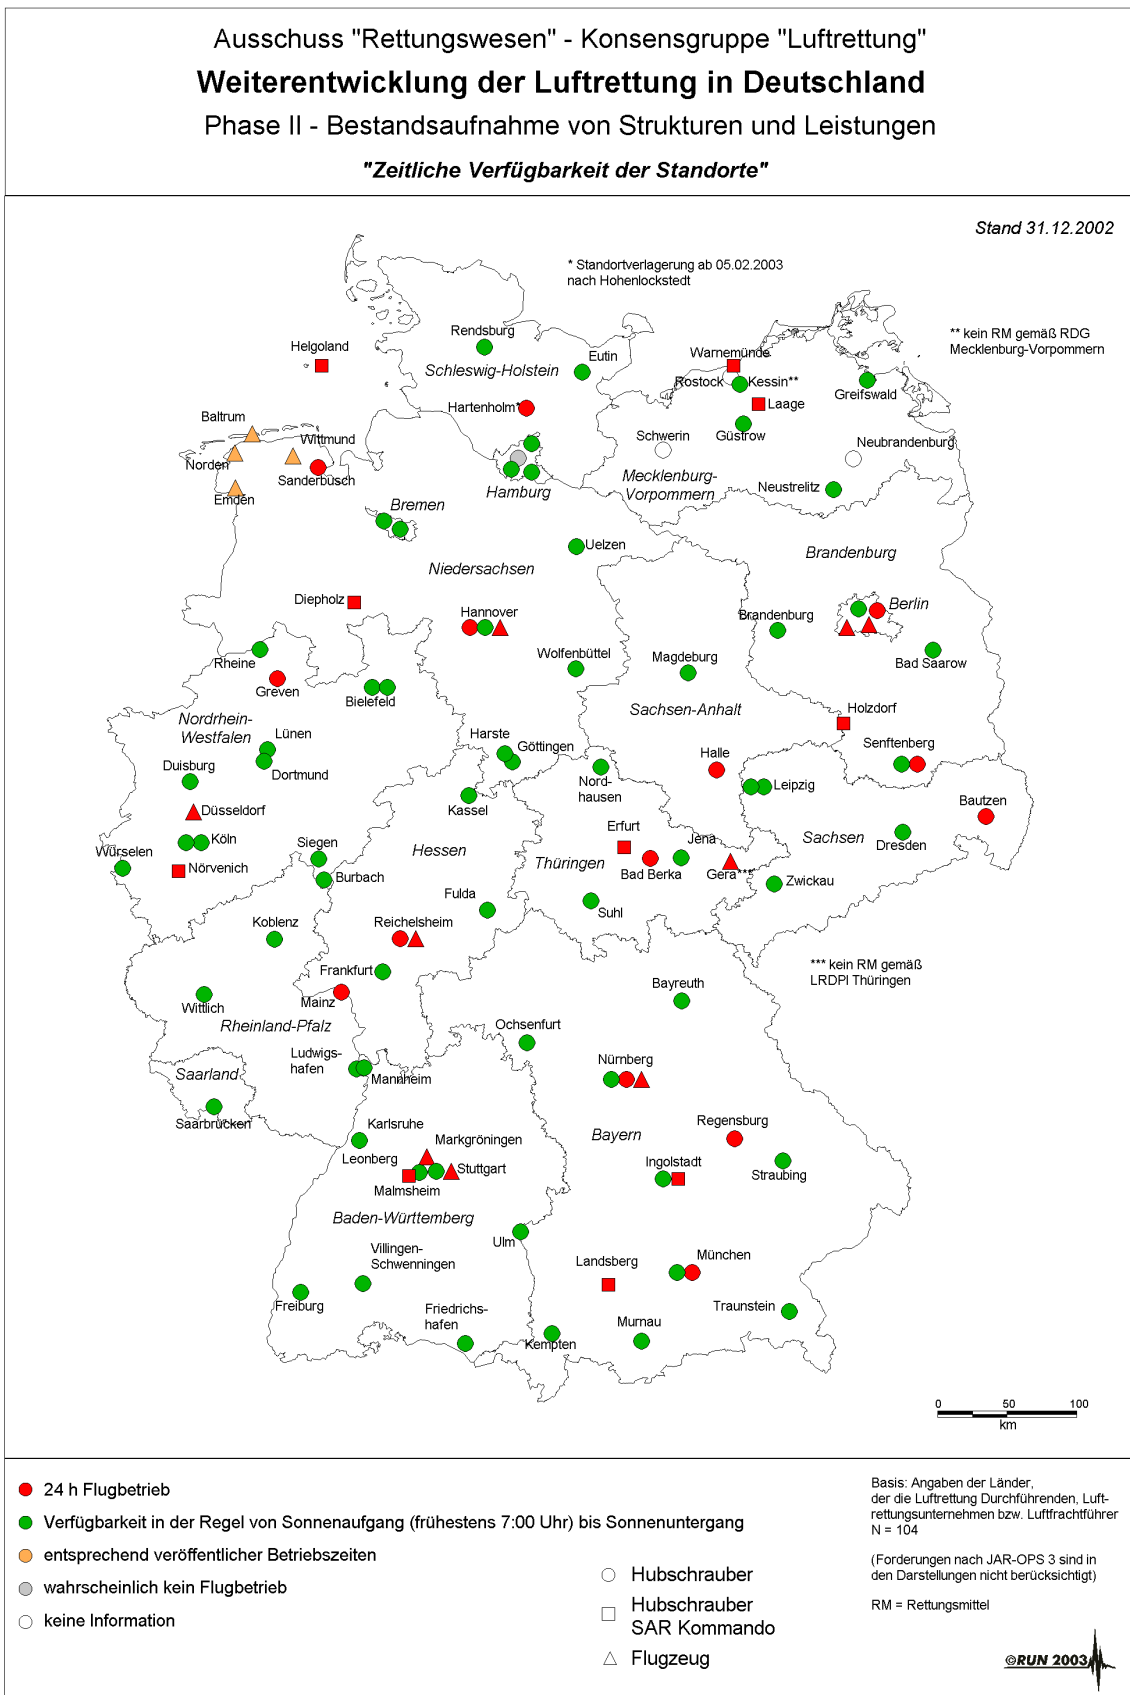 Ausschuss "Rettungswesen" - Konsensgruppe "Luftrettung"
Weiterentwicklung der Luftrettung in Deutschland
Phase II - Bestandsaufnahme von Strukturen und Leistungen
"Zeitliche Verfügbarkeit der Standorte"
Stand 31.12.2002
* Standortverlagerung ab 05.02.2003
nach Hohenlockstedt
** kein RM gemäß RDG
Mecklenburg-Vorpommern
Rendsburg
Helgoland
Eutin
Warnemünde
Schleswig-Holstein
Rostock
Kessin**
Greifswald
Hartenholm*
Laage
Baltrum
Wittmund
Schwerin
Güstrow
Neubrandenburg
Norden
Sanderbusch
Mecklenburg-
Vorpommern
Neustrelitz
Emden
Hamburg
Bremen
Uelzen
Brandenburg
Niedersachsen
Diepholz
Hannover
Berlin
Brandenburg
Wolfenbüttel
Magdeburg
Bad Saarow
Rheine
Greven
Bielefeld
Sachsen-Anhalt
Holzdorf
Nordrhein-
Westfalen
Lünen
Harste
Göttingen
Halle
Senftenberg
Duisburg
Dortmund
Nord-
hausen
Leipzig
Kassel
Bautzen
Düsseldorf
Erfurt
Jena
Sachsen
Dresden
Köln
Siegen
Hessen
Thüringen
Würselen
Nörvenich
Burbach
Bad Berka
Gera***
Zwickau
Fulda
Suhl
Koblenz
Reichelsheim
*** kein RM gemäß
LRDPl Thüringen
Frankfurt
Bayreuth
Wittlich
Mainz
Rheinland-Pfalz
Ochsenfurt
Ludwigs-
hafen
Mannheim
Nürnberg
Saarland
Saarbrücken
Karlsruhe
Regensburg
Bayern
Markgröningen
Leonberg
Stuttgart
Ingolstadt
Straubing
Malmsheim
Baden-Württemberg
Ulm
Villingen-
Schwenningen
Landsberg
München
Freiburg
Friedrichs-
hafen
Traunstein
Murnau
Kempten
0 50 100
km
24 h Flugbetrieb
Verfügbarkeit in der Regel von Sonnenaufgang (frühestens 7:00 Uhr) bis Sonnenuntergang
entsprechend veröffentlicher Betriebszeiten
wahrscheinlich kein Flugbetrieb
keine Information
Hubschrauber
Hubschrauber
SAR Kommando
Flugzeug
Basis: Angaben der Länder,
der die Luftrettung Durchführenden, Luft-
rettungsunternehmen bzw. Luftfrachtführer
N = 104
(Forderungen nach JAR-OPS 3 sind in
den Darstellungen nicht berücksichtigt)
RM = Rettungsmittel
©RUN 2003